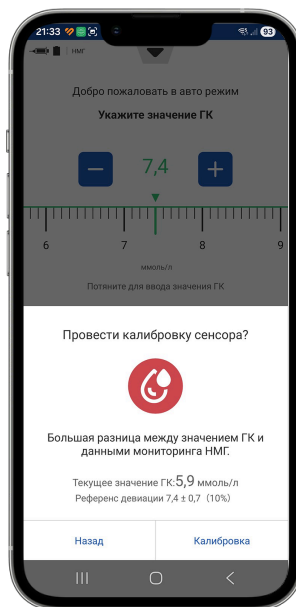 21:33
93
НМГ
Добро пожаловать в авто режим
Укажите значение ГК
7,4
6 7 8 9
ммоль/л
Потяните для ввода значения ГК
Провести калибровку сенсора?
Большая разница между значением ГК и
данными мониторинга НМГ.
Текущее значение ГК:5,9 ммоль/л
Референс девиации 7,4 ± 0,7 (10%)
Назад Калибровка